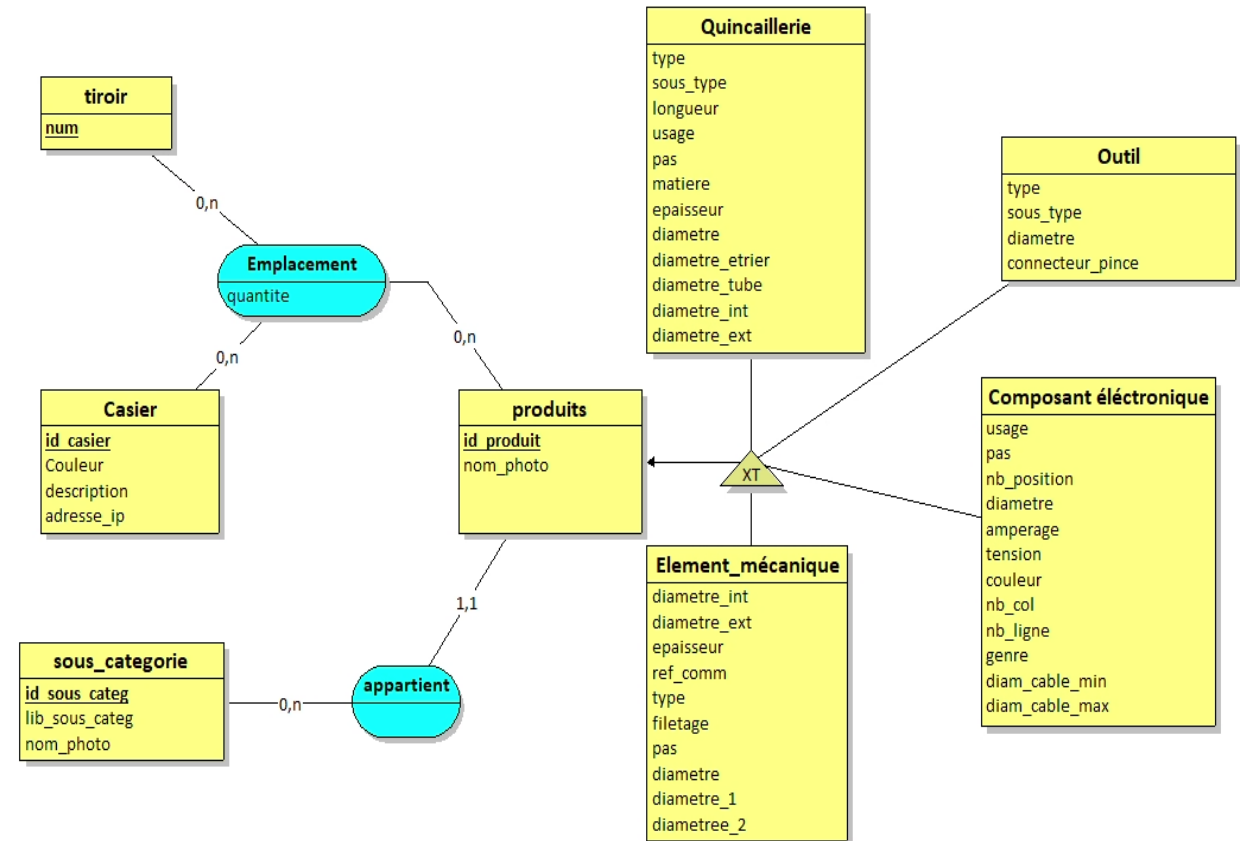 tiroir
num
0,n
Emplacement
quantite
0,n
0,n
Casier
id_casier
Couleur
description
adresse_ip
produits
id_produit
nom_photo
1,1
sous_categorie
id_sous_categ
lib_sous_categ
nom_photo
0,n
appartient
Quincaillerie
type
sous_type
longueur
usage
pas
matiere
epaisseur
diametre
diametre_etrier
diametre_tube
diametre_int
diametre_ext
XT
Element_mécanique
diametre_int
diametre_ext
epaisseur
ref_comm
type
filetage
pas
diametre
diametre_1
diametree_2
Outil
type
sous_type
diametre
connecteur_pince
Composant éléctronique
usage
pas
nb_position
diametre
amperage
tension
couleur
nb_col
nb_ligne
genre
diam_cable_min
diam_cable_max